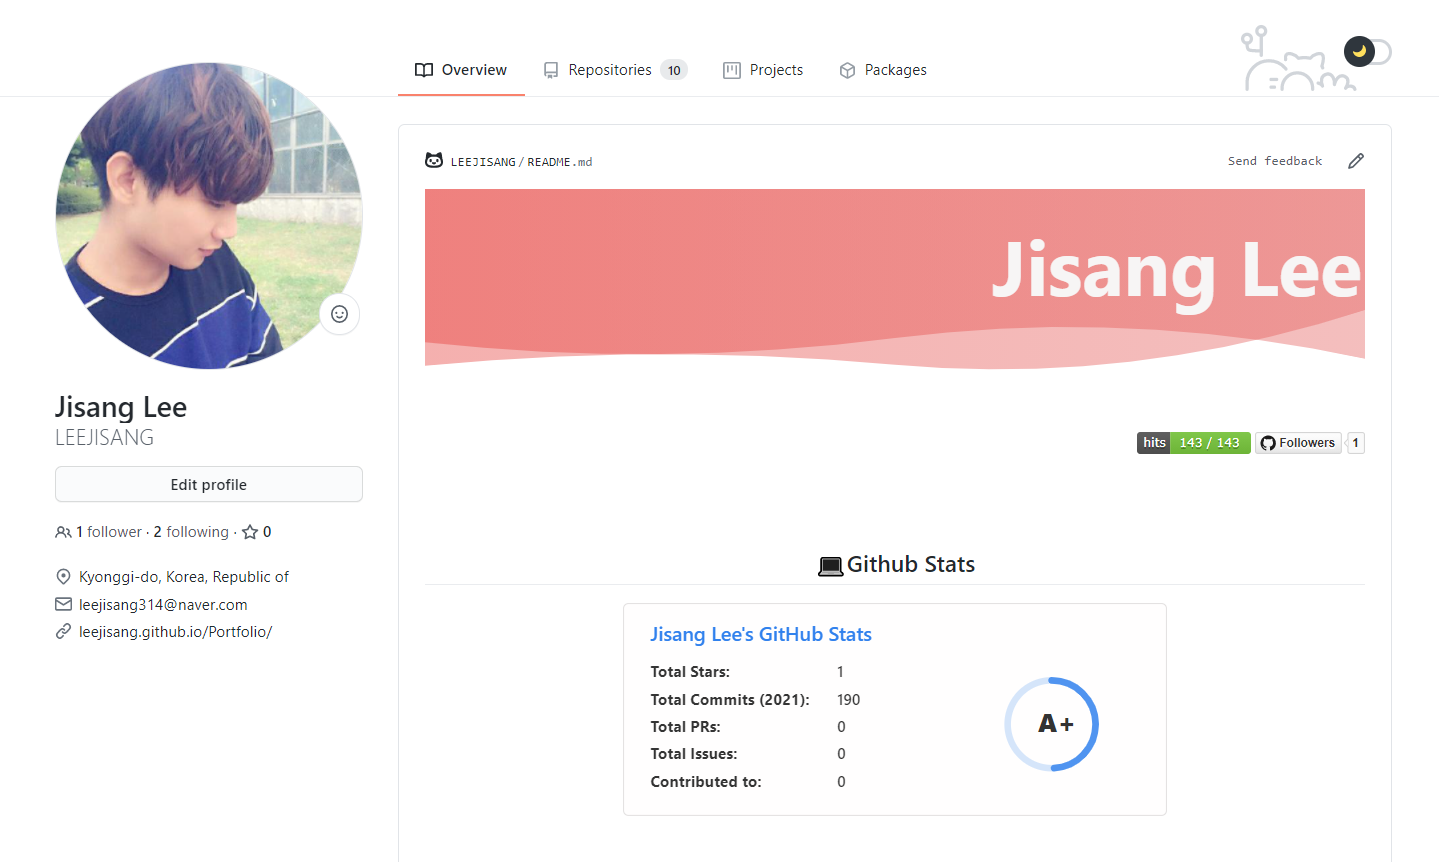 Overview
Repositories 10
Projects
Packages
Jisang Lee
LEEJISANG
Edit profile
1 follower · 2 following · 0
Kyonggi-do, Korea, Republic of
leejisang314@naver.com
leejisang.github.io/Portfolio/
LEEJISANG/README.md
Send feedback
Jisang Lee
hits 143 / 143
Followers 1
Github Stats
Jisang Lee's GitHub Stats
Total Stars: 1
Total Commits (2021): 190
Total PRs: 0
Total Issues: 0
Contributed to: 0
A+